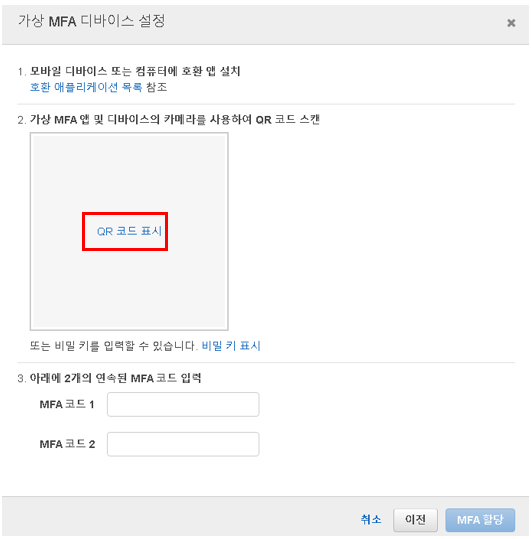 가상 MFA 디바이스 설정
×
1. 모바일 디바이스 또는 컴퓨터에 호환 앱 설치
호환 애플리케이션 목록 참조
2. 가상 MFA 앱 및 디바이스의 카메라를 사용하여 QR 코드 스캔
QR 코드 표시
또는 비밀 키를 입력할 수 있습니다. 비밀 키 표시
3. 아래에 2개의 연속된 MFA 코드 입력
MFA 코드 1
MFA 코드 2
취소 이전 MFA 할당